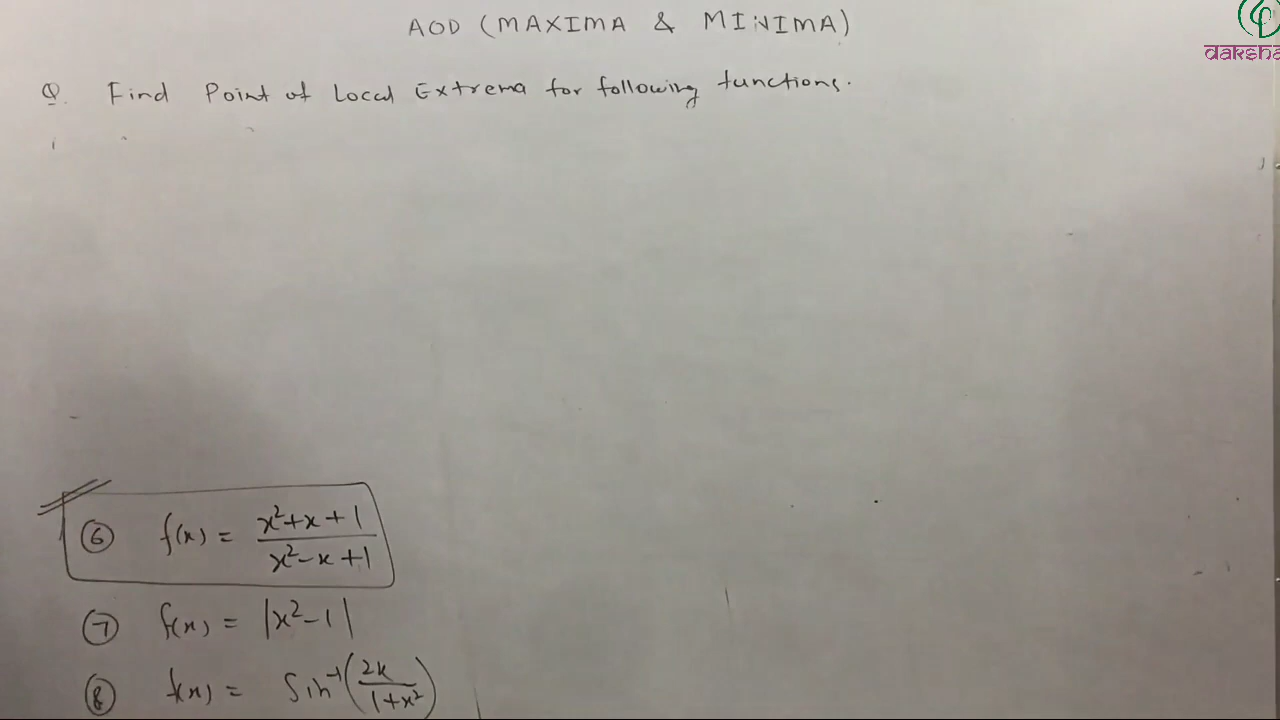 AOD (MAXIMA & MINIMA)
daksha
Q. Find Point of Local Extrema for following functions.
⑥ f(x) = x²+x+1 / x²-x+1
⑦ f(x) = |x²-1|
⑧ f(x) = Sin⁻¹(2x / 1+x²)